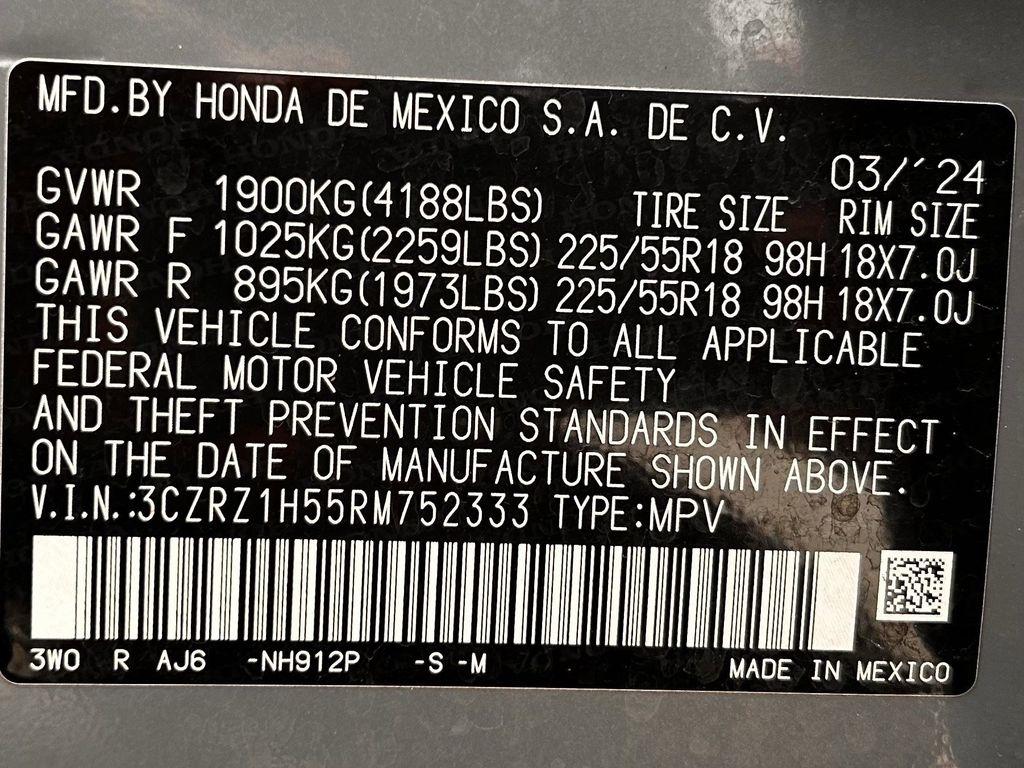 MFD.BY HONDA DE MEXICO S.A. DE C.V.
03/´24
GVWR 1900KG(4188LBS) TIRE SIZE RIM SIZE
GAWR F 1025KG(2259LBS) 225/55R18 98H 18X7.0J
GAWR R 895KG(1973LBS) 225/55R18 98H 18X7.0J
THIS VEHICLE CONFORMS TO ALL APPLICABLE
FEDERAL MOTOR VEHICLE SAFETY
AND THEFT PREVENTION STANDARDS IN EFFECT
ON THE DATE OF MANUFACTURE SHOWN ABOVE.
V.I.N.:3CZRZ1H55RM752333 TYPE:MPV
3WO R AJ6 -NH912P -S -M MADE IN MEXICO